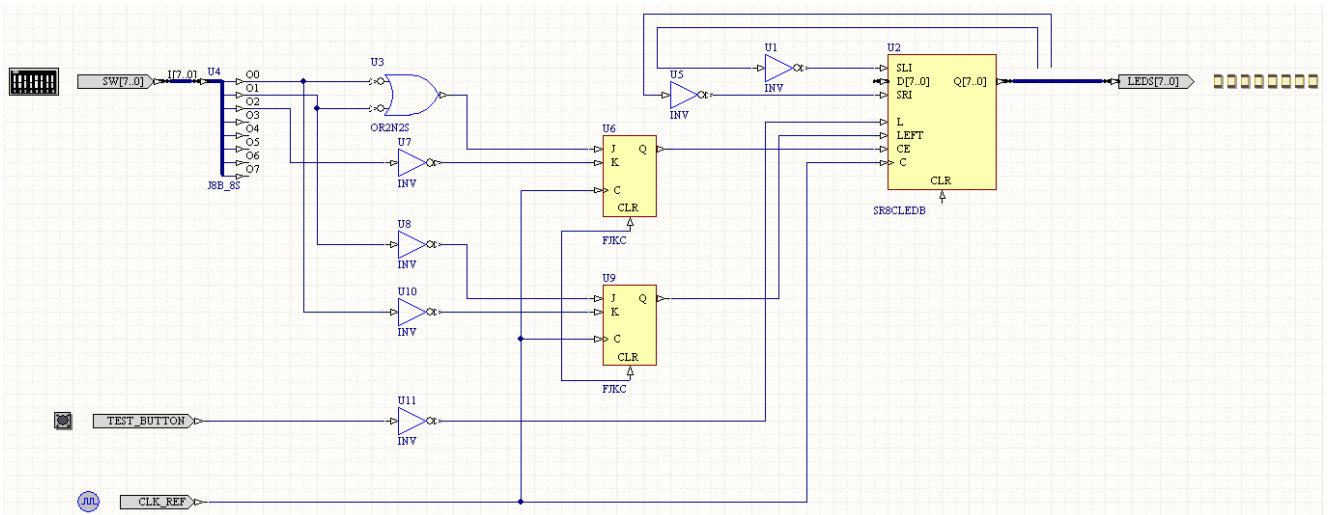 SW[7..0]
I[7..0]
U4
O0
O1
O2
O3
O4
O5
O6
O7
J8B_8S
U3
OR2N2S
U7
INV
U8
INV
U10
INV
U11
INV
TEST_BUTTON
CLK_REF
U6
J
Q
K
C
CLR
FJKC
U9
J
Q
K
C
CLR
FJKC
U5
INV
U1
INV
U2
SLI
D[7..0]
Q[7..0]
SRI
L
LEFT
CE
C
CLR
SR8CLEDB
LEDS[7..0]